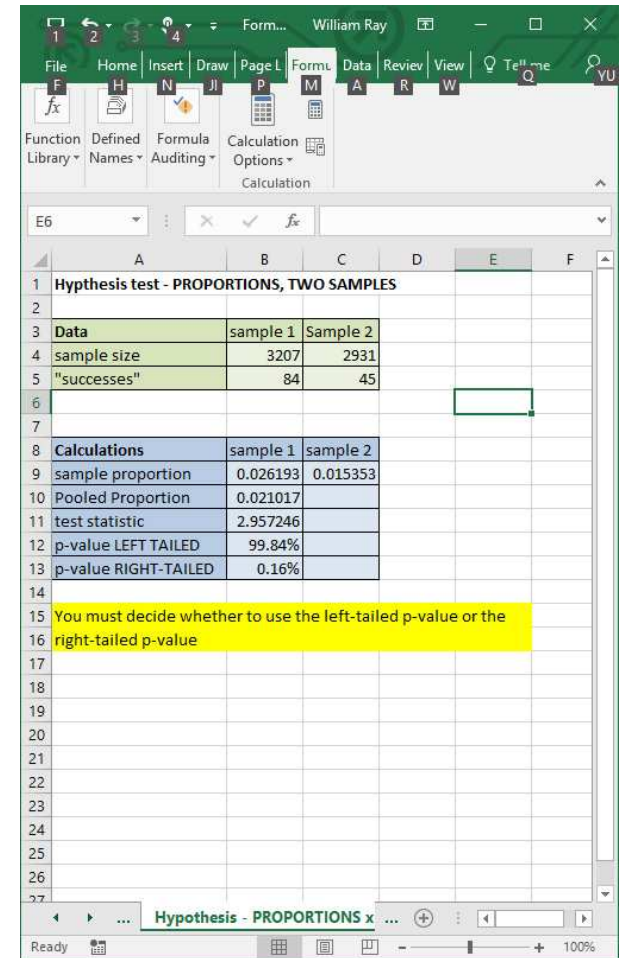 1 2 3 4 Form... William Ray
File Home Insert Draw Page L Formu Data Review View Tell me
F H N JI P M A R W Q YU
fx
Function Library Defined Names Formula Auditing Calculation Options
Calculation
E6 fx
A B C D E F
1 Hypthesis test - PROPORTIONS, TWO SAMPLES
2
3 Data sample 1 Sample 2
4 sample size 3207 2931
5 "successes" 84 45
6
7
8 Calculations sample 1 sample 2
9 sample proportion 0.026193 0.015353
10 Pooled Proportion 0.021017
11 test statistic 2.957246
12 p-value LEFT TAILED 99.84%
13 p-value RIGHT-TAILED 0.16%
14
15 You must decide whether to use the left-tailed p-value or the
16 right-tailed p-value
17
18
19
20
21
22
23
24
25
26
27
... Hypothesis - PROPORTIONS x ...
Ready 100%